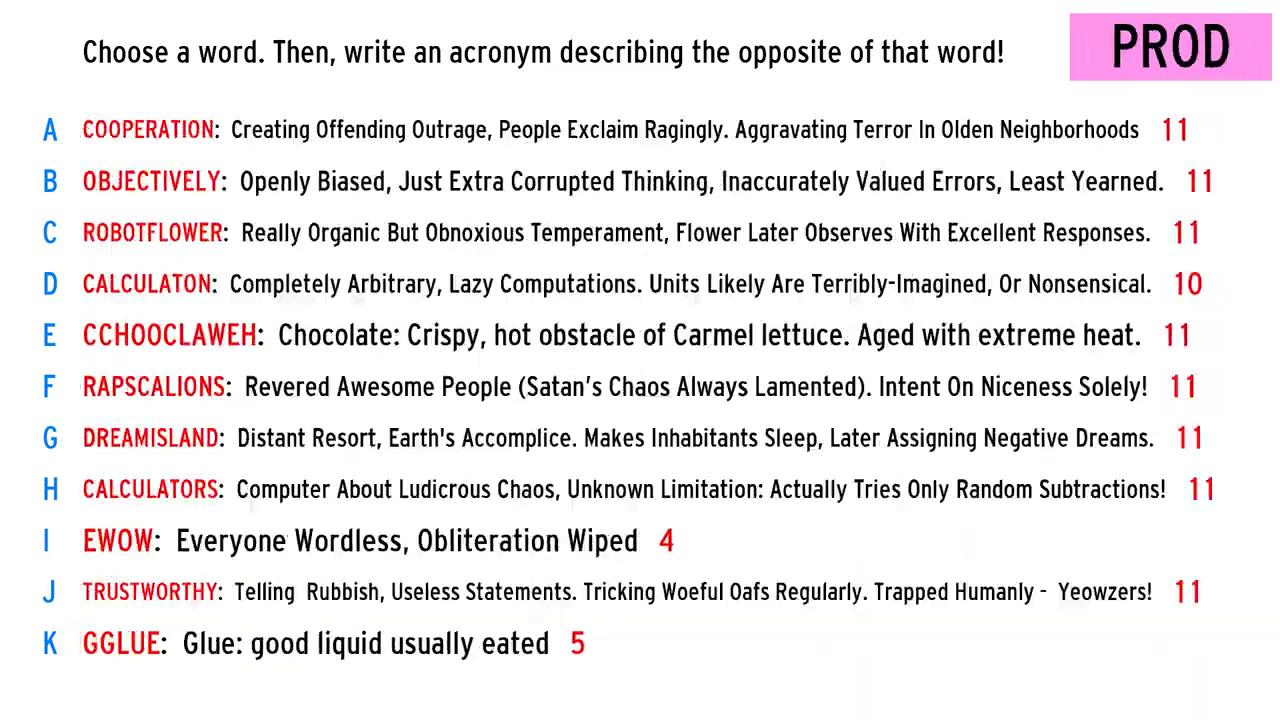 Choose a word. Then, write an acronym describing the opposite of that word!
PROD
A COOPERATION: Creating Offending Outrage, People Exclaim Ragingly. Aggravating Terror In Olden Neighborhoods 11
B OBJECTIVELY: Openly Biased, Just Extra Corrupted Thinking, Inaccurately Valued Errors, Least Yearned. 11
C ROBOTFLOWER: Really Organic But Obnoxious Temperament, Flower Later Observes With Excellent Responses. 11
D CALCULATON: Completely Arbitrary, Lazy Computations. Units Likely Are Terribly-Imagined, Or Nonsensical. 10
E CCHOOCLAWEH: Chocolate: Crispy, hot obstacle of Carmel lettuce. Aged with extreme heat. 11
F RAPSCALIONS: Revered Awesome People (Satan's Chaos Always Lamented). Intent On Niceness Solely! 11
G DREAMISLAND: Distant Resort, Earth's Accomplice. Makes Inhabitants Sleep, Later Assigning Negative Dreams. 11
H CALCULATORS: Computer About Ludicrous Chaos, Unknown Limitation: Actually Tries Only Random Subtractions! 11
I EWOW: Everyone Wordless, Obliteration Wiped 4
J TRUSTWORTHY: Telling Rubbish, Useless Statements. Tricking Woeful Oafs Regularly. Trapped Humanly - Yeowzers! 11
K GGLUE: Glue: good liquid usually eated 5